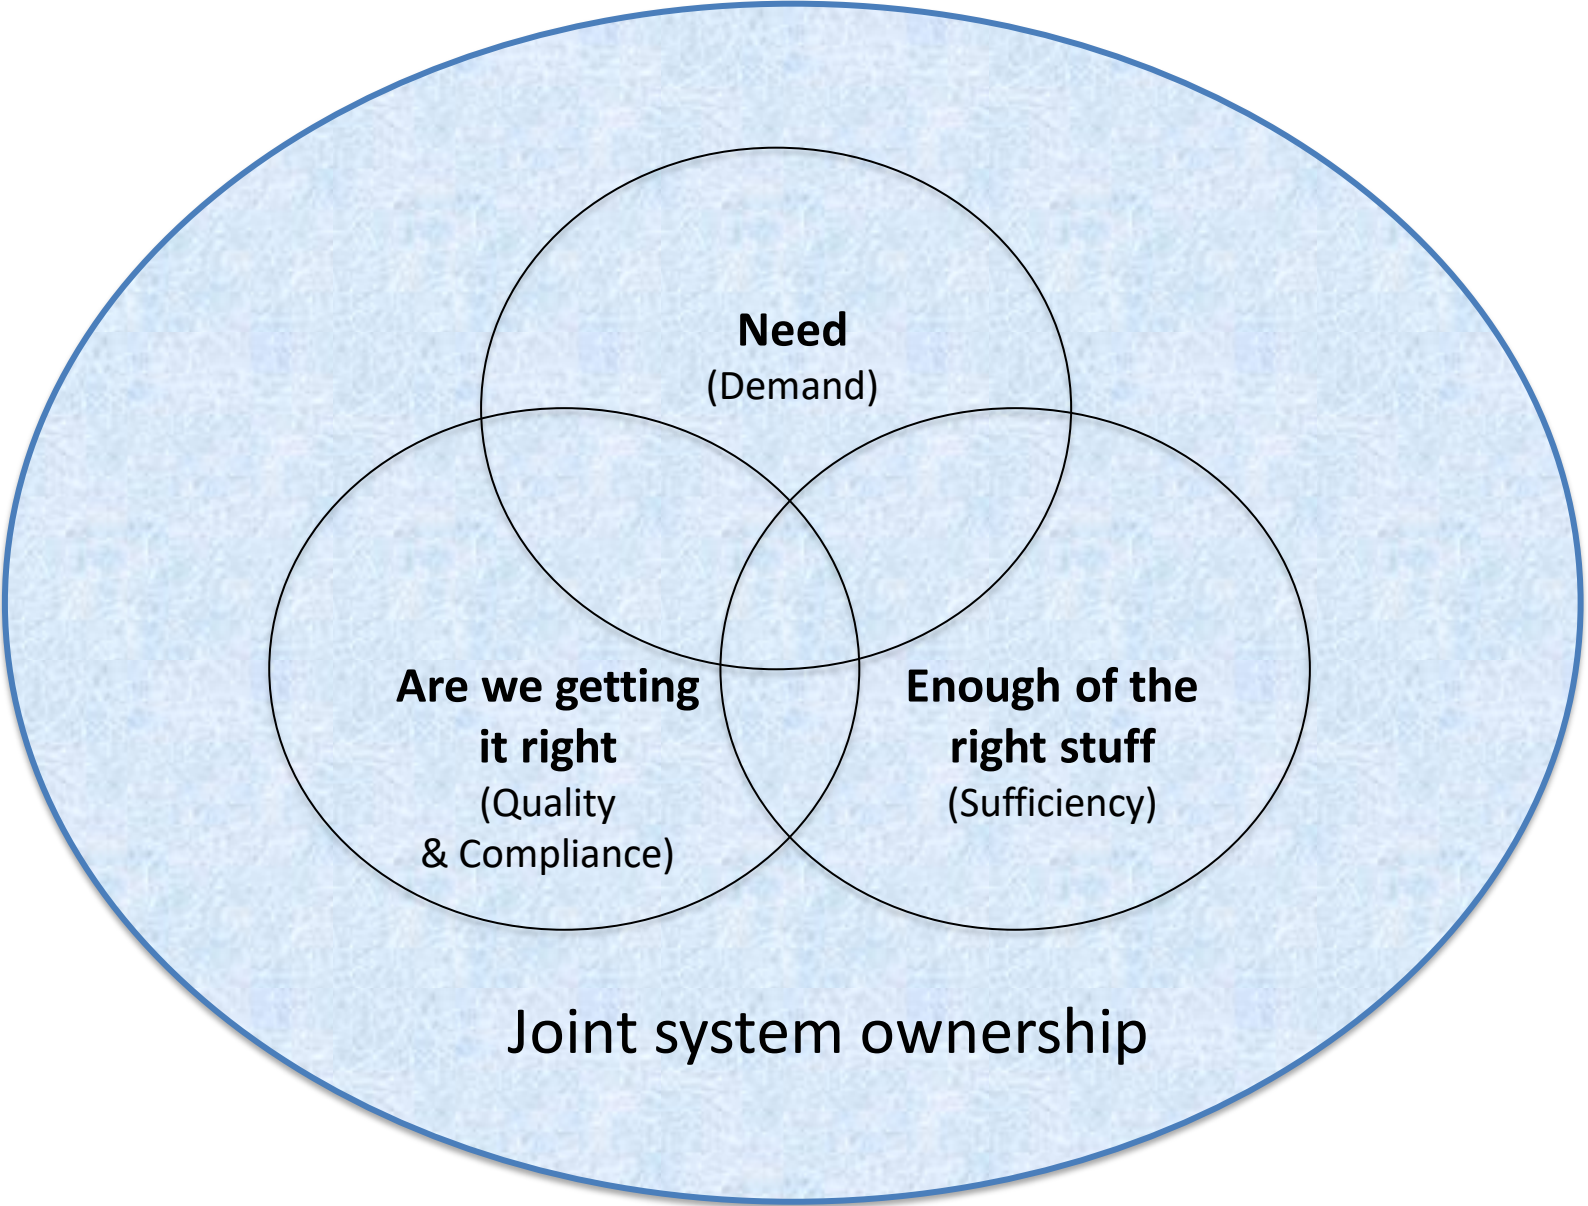 Need
(Demand)
Are we getting
it right
(Quality
& Compliance)
Enough of the
right stuff
(Sufficiency)
Joint system ownership